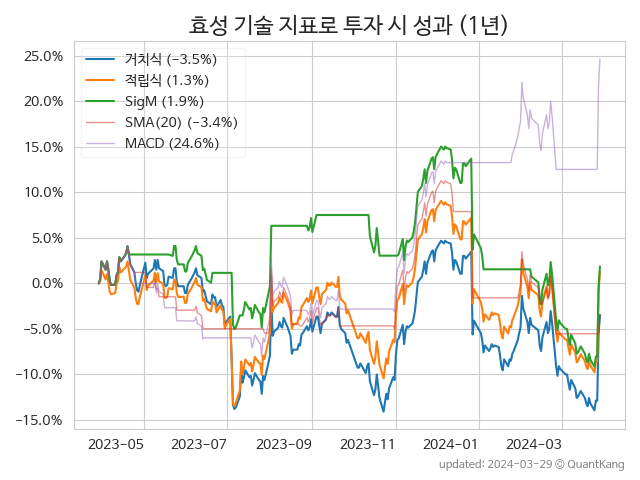 효성 기술 지표로 투자 시 성과 (1년)
25.0%
20.0%
15.0%
10.0%
5.0%
0.0%
−5.0%
−10.0%
−15.0%
거치식 (−3.5%)
적립식 (1.3%)
SigM (1.9%)
SMA(20) (−3.4%)
MACD (24.6%)
2023−05
2023−07
2023−09
2023−11
2024−01
2024−03
updated: 2024−03−29 © QuantKang